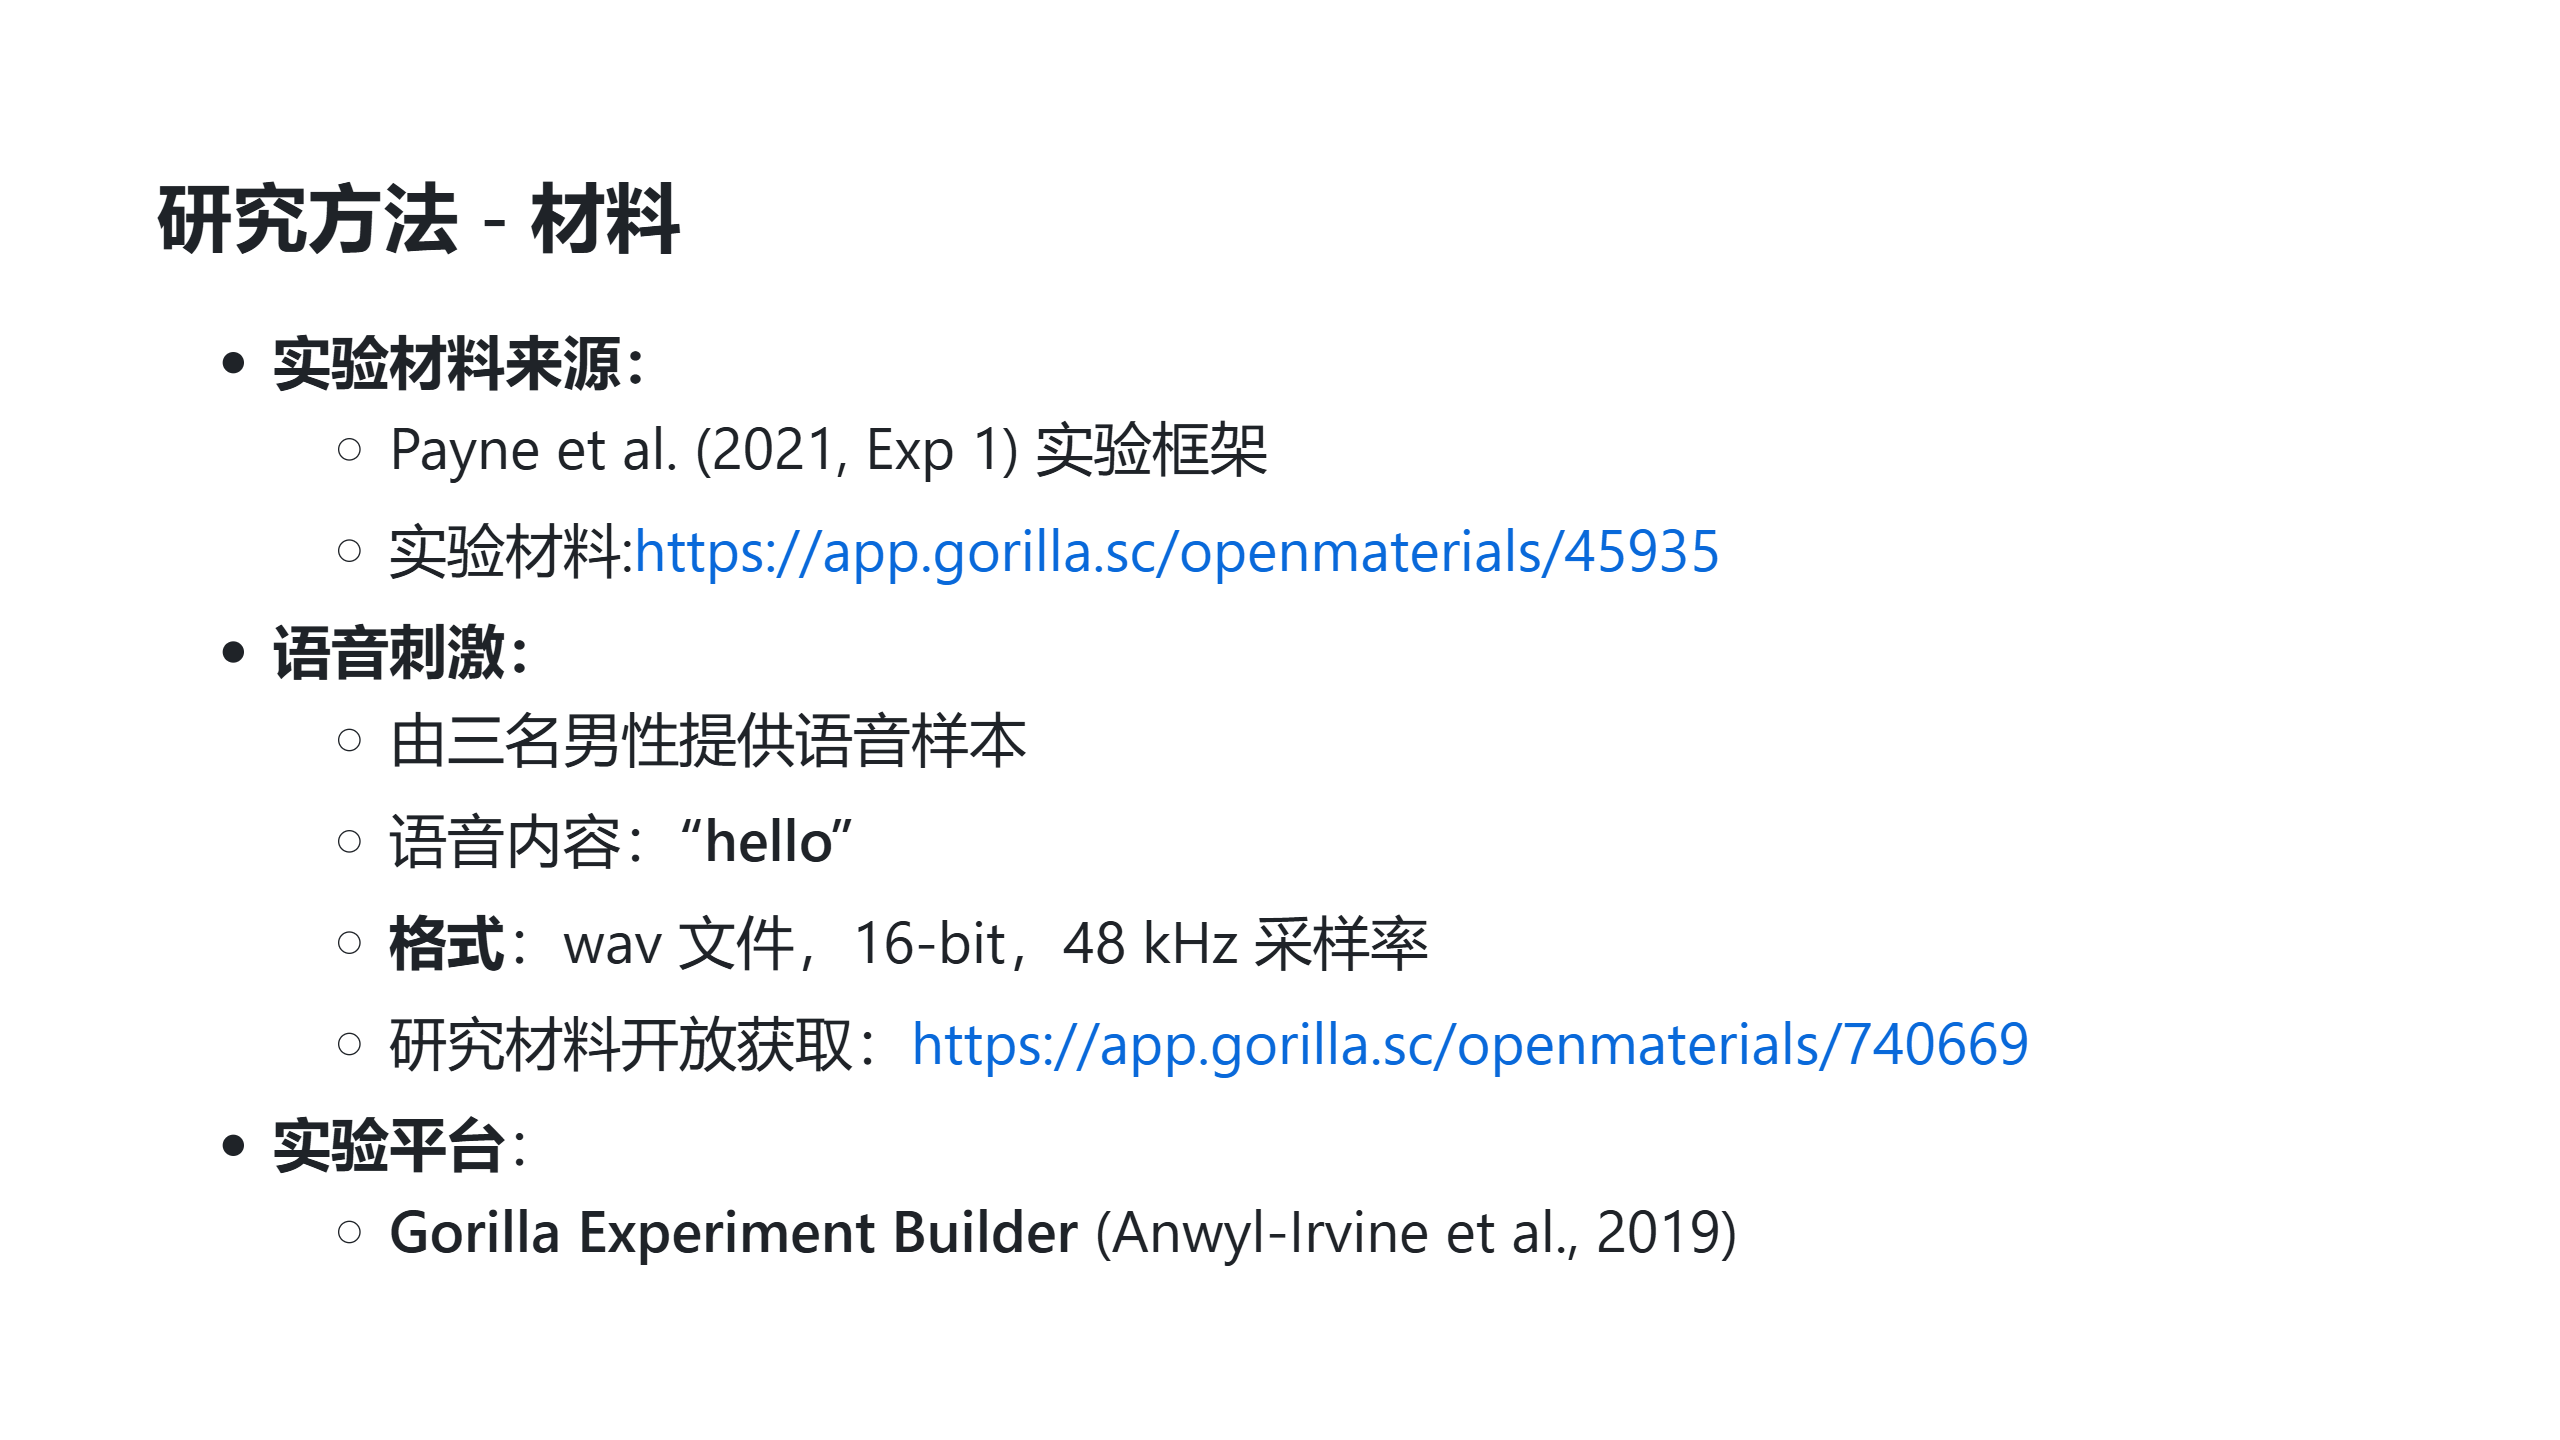 研究方法 - 材料
实验材料来源：
Payne et al. (2021, Exp 1) 实验框架
实验材料:https://app.gorilla.sc/openmaterials/45935
语音刺激：
由三名男性提供语音样本
语音内容：“hello”
格式：wav 文件，16-bit，48 kHz 采样率
研究材料开放获取：https://app.gorilla.sc/openmaterials/740669
实验平台：
Gorilla Experiment Builder (Anwyl-Irvine et al., 2019)